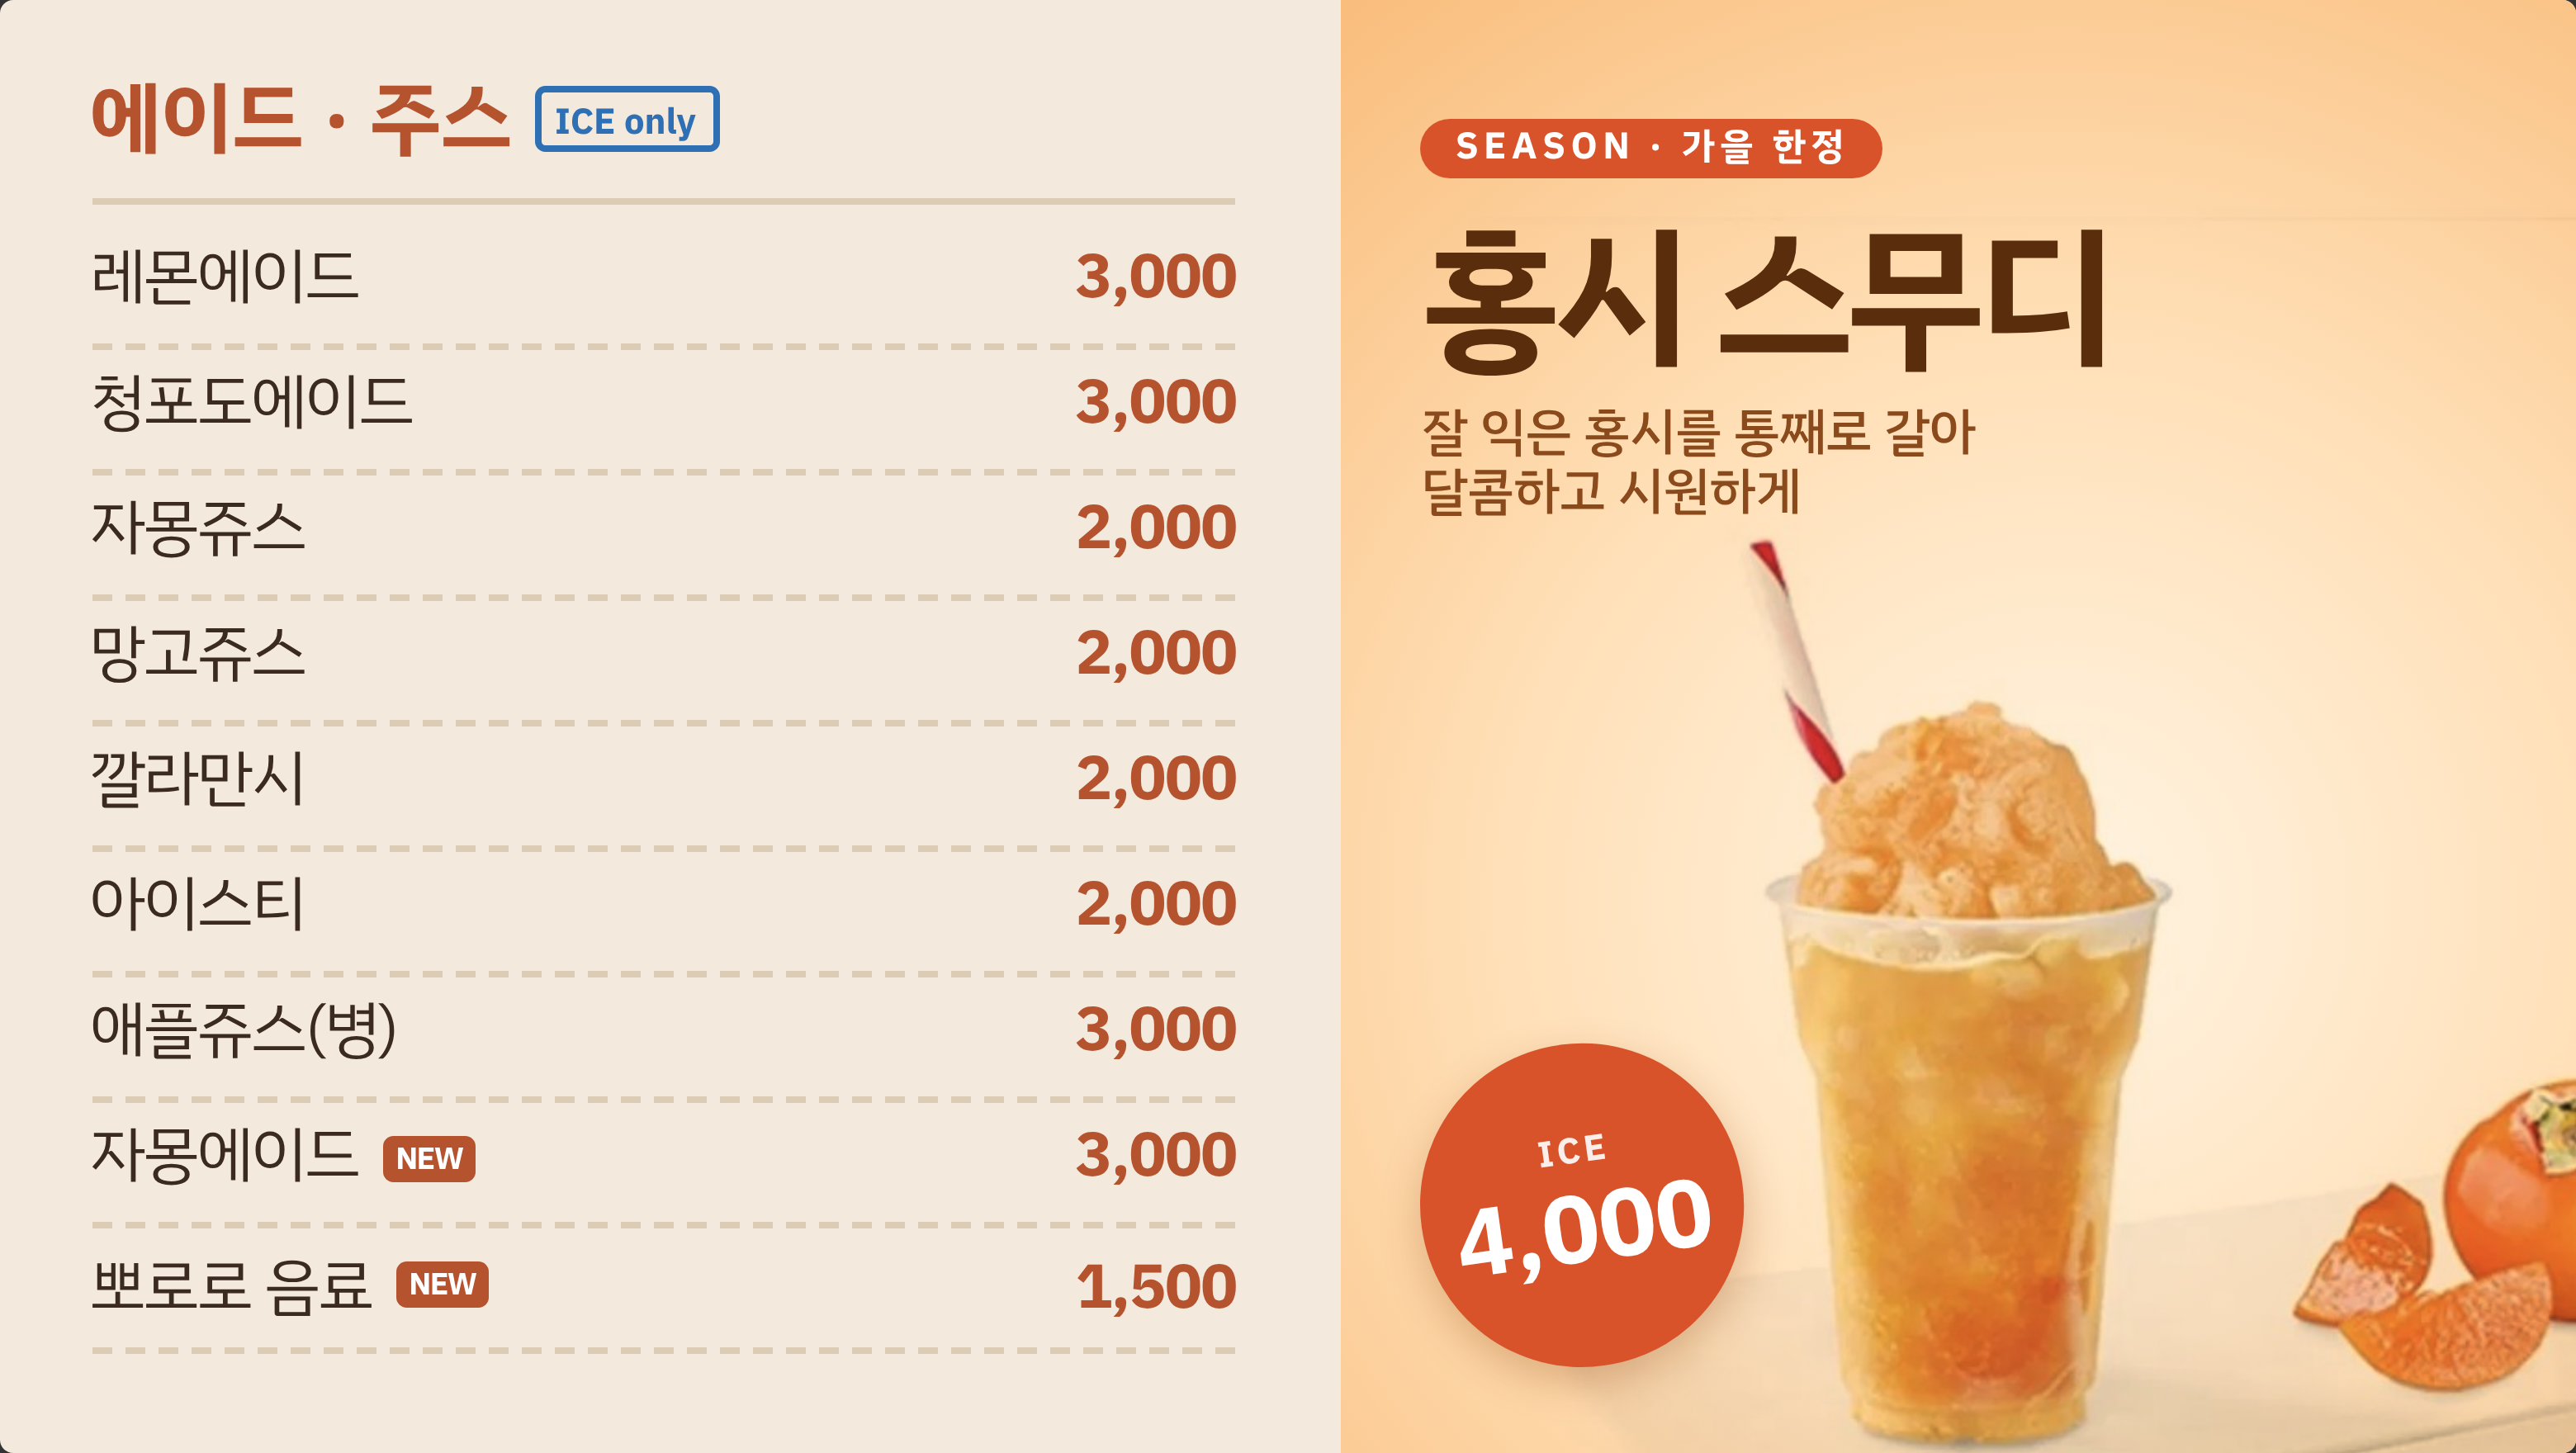 에이드 · 주스 ICE only
레몬에이드 3,000
청포도에이드 3,000
자몽쥬스 2,000
망고쥬스 2,000
깔라만시 2,000
아이스티 2,000
애플쥬스(병) 3,000
자몽에이드 NEW 3,000
뽀로로 음료 NEW 1,500
SEASON · 가을 한정
홍시 스무디
잘 익은 홍시를 통째로 갈아
달콤하고 시원하게
ICE
4,000